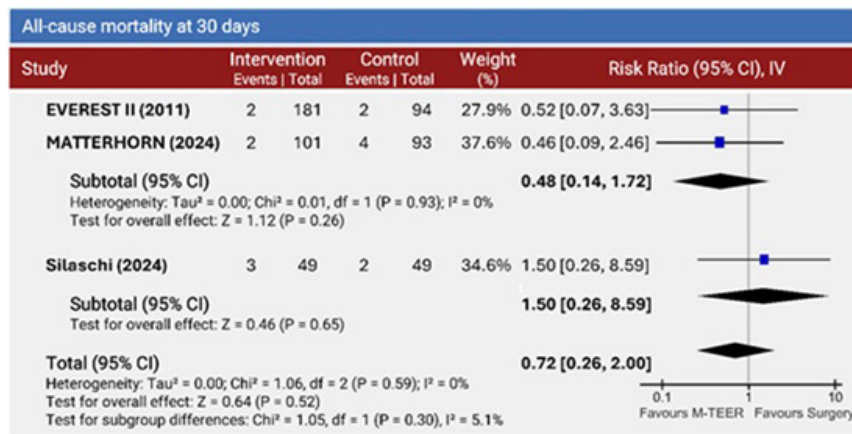 All-cause mortality at 30 days
Study Intervention Control Weight Risk Ratio (95% CI), IV
Events | Total Events | Total (%)
EVEREST II (2011) 2 181 2 94 27.9% 0.52 [0.07, 3.63]
MATTERHORN (2024) 2 101 4 93 37.6% 0.46 [0.09, 2.46]
Subtotal (95% CI) 0.48 [0.14, 1.72]
Heterogeneity: Tau² = 0.00; Chi² = 0.01, df = 1 (P = 0.93); I² = 0%
Test for overall effect: Z = 1.12 (P = 0.26)
Silaschi (2024) 3 49 2 49 34.6% 1.50 [0.26, 8.59]
Subtotal (95% CI) 1.50 [0.26, 8.59]
Test for overall effect: Z = 0.46 (P = 0.65)
Total (95% CI) 0.72 [0.26, 2.00]
Heterogeneity: Tau² = 0.00; Chi² = 1.06, df = 2 (P = 0.59); I² = 0%
Test for overall effect: Z = 0.64 (P = 0.52)
Test for subgroup differences: Chi² = 1.05, df = 1 (P = 0.30), I² = 5.1%
0.1 1 10
Favours M-TEER Favours Surgery